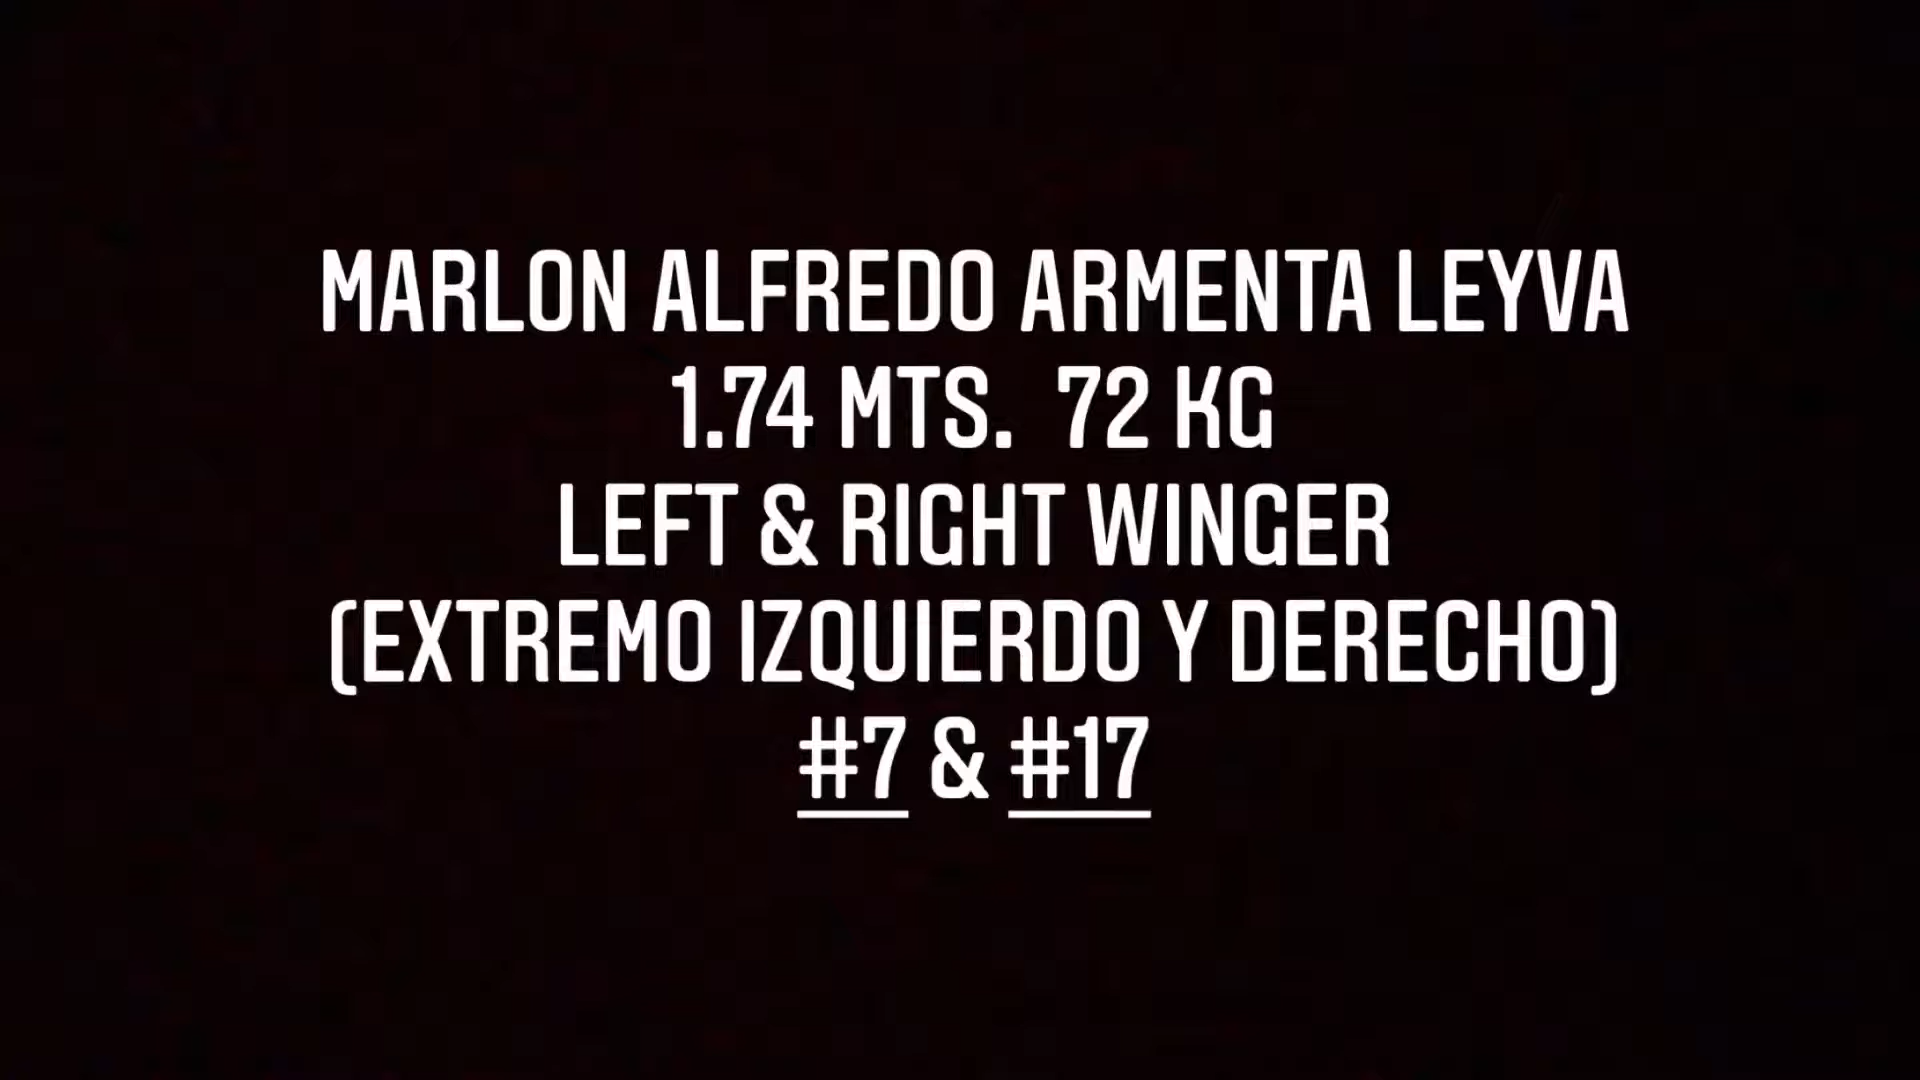 MARLON ALFREDO ARMENTA LEYVA
1.74 MTS.  72 KG
LEFT & RIGHT WINGER
(EXTREMO IZQUIERDO Y DERECHO)
#7 & #17